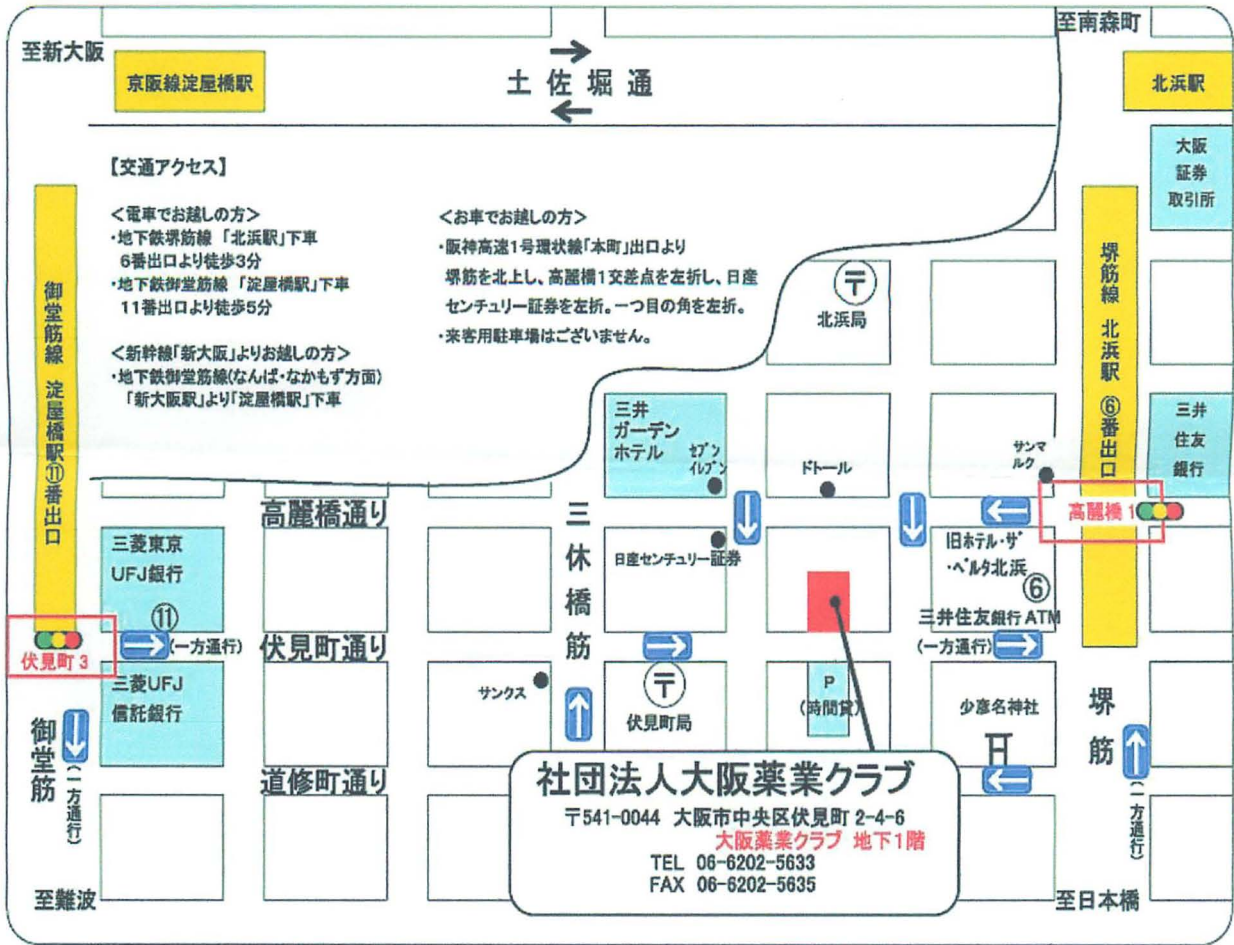 至新大阪
京阪線淀屋橋駅
土佐堀通
至南森町
北浜駅
大阪
証券
取引所
【交通アクセス】
＜電車でお越しの方＞
・地下鉄堺筋線 「北浜駅」下車
6番出口より徒歩3分
・地下鉄御堂筋線 「淀屋橋駅」下車
11番出口より徒歩5分
＜新幹線「新大阪」よりお越しの方＞
・地下鉄御堂筋線(なんば・なかもず方面)
「新大阪駅」より「淀屋橋駅」下車
＜お車でお越しの方＞
・阪神高速1号環状線「本町」出口より
堺筋を北上し、高麗橋1交差点を左折し、日産
センチュリー証券を左折。一つ目の角を左折。
・来客用駐車場はございません。
御堂筋線 淀屋橋駅⑪番出口
堺筋線 北浜駅 ⑥番出口
〒
北浜局
三井
ガーデン
ホテル
セブン
イレブン
ドトール
サンマ
ルク
三井
住友
銀行
高麗橋通り
三休橋筋
高麗橋 1
三菱東京
UFJ銀行
⑪
日産センチュリー証券
旧ホテル・ザ
・ベルタ北浜
⑥
三井住友銀行 ATM
伏見町 3
(一方通行)
伏見町通り
(一方通行)
三菱UFJ
信託銀行
サンクス
〒
伏見町局
P
(時間貸)
少彦名神社
堺筋
御堂筋
(一方通行)
道修町通り
(一方通行)
社団法人大阪薬業クラブ
〒541-0044 大阪市中央区伏見町 2-4-6
大阪薬業クラブ 地下1階
TEL 06-6202-5633
FAX 06-6202-5635
至難波
至日本橋